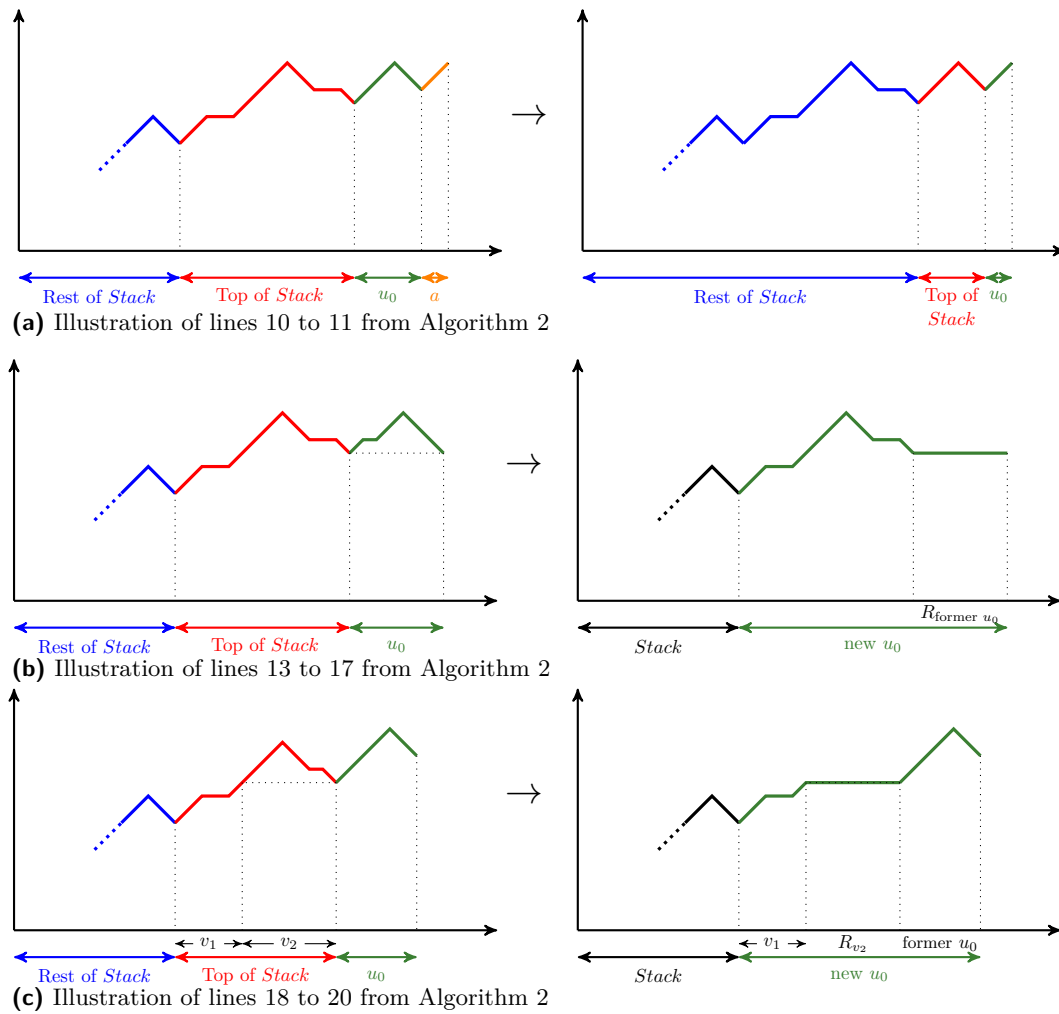 →
Rest of Stack Top of Stack u₀ a Rest of Stack Top of Stack u₀
(a) Illustration of lines 10 to 11 from Algorithm 2
→
R_former u₀
Rest of Stack Top of Stack u₀ Stack new u₀
(b) Illustration of lines 13 to 17 from Algorithm 2
→
v₁ v₂ v₁ R_v₂ former u₀
Rest of Stack Top of Stack u₀ Stack new u₀
(c) Illustration of lines 18 to 20 from Algorithm 2